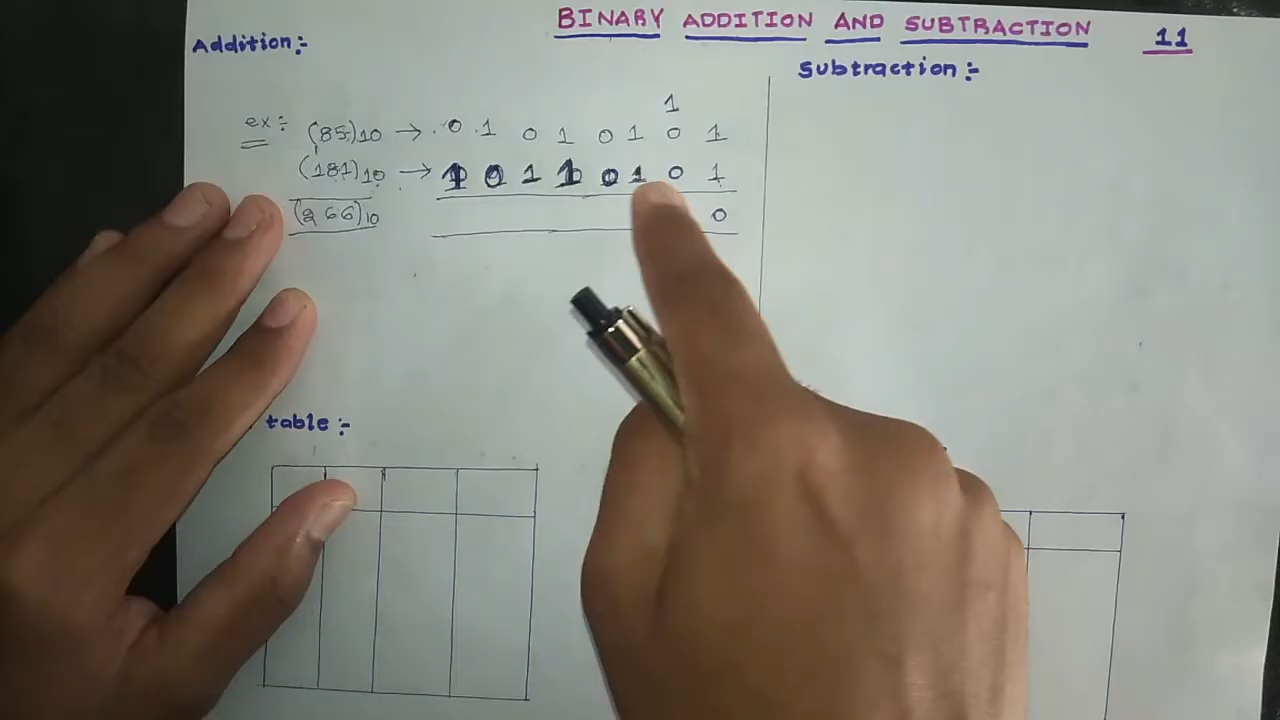 BINARY ADDITION AND SUBTRACTION 11
Addition:-
Subtraction:-
1
ex:- (85)10 → 0 1 0 1 0 1 0 1
(181)10 → 1 0 1 1 0 1 0 1
(266)10 0
table:-